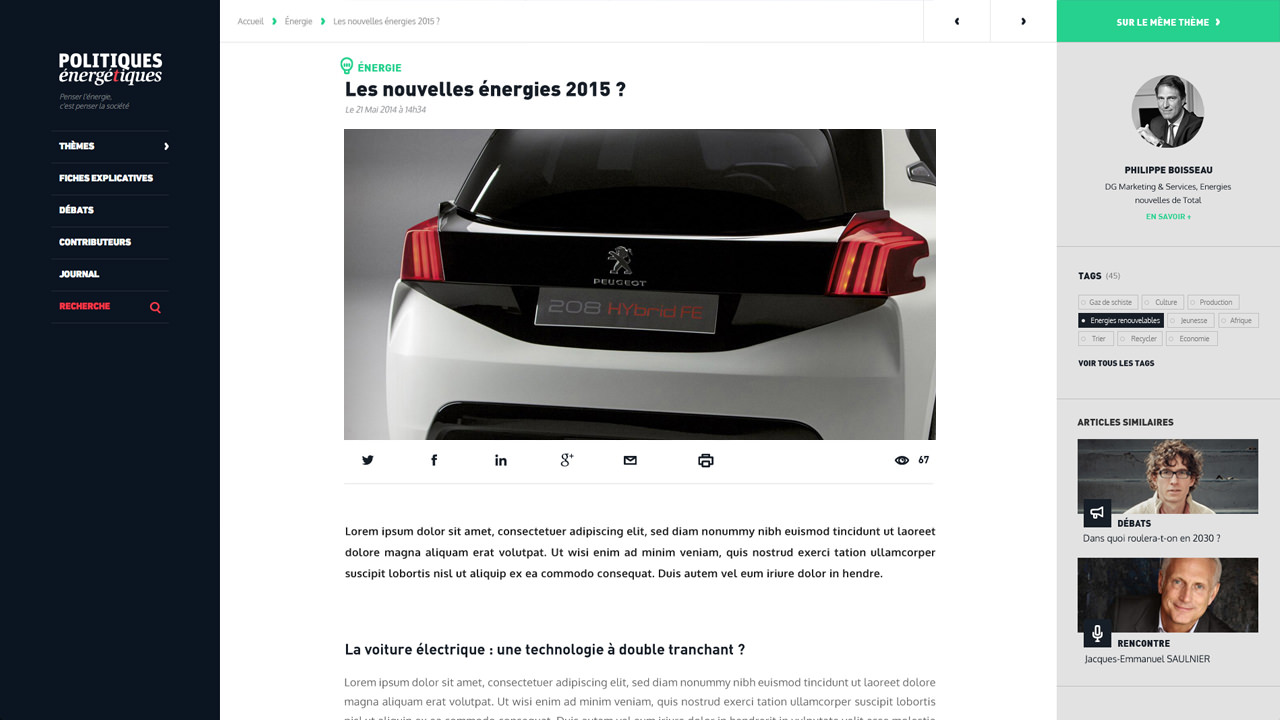 POLITIQUES
énergétiques
Penser l'énergie,
c'est penser la société
THÈMES
FICHES EXPLICATIVES
DÉBATS
CONTRIBUTEURS
JOURNAL
RECHERCHE
Accueil
Énergie
Les nouvelles énergies 2015 ?
ÉNERGIE
Les nouvelles énergies 2015 ?
Le 21 Mai 2014 à 14h34
PEUGEOT
208 HYbrid FE
67
Lorem ipsum dolor sit amet, consectetuer adipiscing elit, sed diam nonummy nibh euismod tincidunt ut laoreet
dolore magna aliquam erat volutpat. Ut wisi enim ad minim veniam, quis nostrud exerci tation ullamcorper
suscipit lobortis nisl ut aliquip ex ea commodo consequat. Duis autem vel eum iriure dolor in hendre.
La voiture électrique : une technologie à double tranchant ?
Lorem ipsum dolor sit amet, consectetuer adipiscing elit, sed diam nonummy nibh euismod tincidunt ut laoreet dolore
magna aliquam erat volutpat. Ut wisi enim ad minim veniam, quis nostrud exerci tation ullamcorper suscipit lobortis
SUR LE MÊME THÈME
PHILIPPE BOISSEAU
DG Marketing & Services, Energies
nouvelles de Total
EN SAVOIR +
TAGS (45)
Gaz de schiste
Culture
Production
Energies renouvelables
Jeunesse
Afrique
Trier
Recycler
Economie
VOIR TOUS LES TAGS
ARTICLES SIMILAIRES
DÉBATS
Dans quoi roulera-t-on en 2030 ?
RENCONTRE
Jacques-Emmanuel SAULNIER